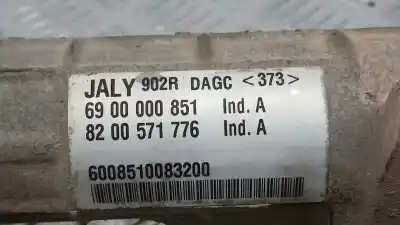 JALY 902R DAGC <373>
69 00 000 851 Ind. A
82 00 571 776 Ind. A
6008510083200